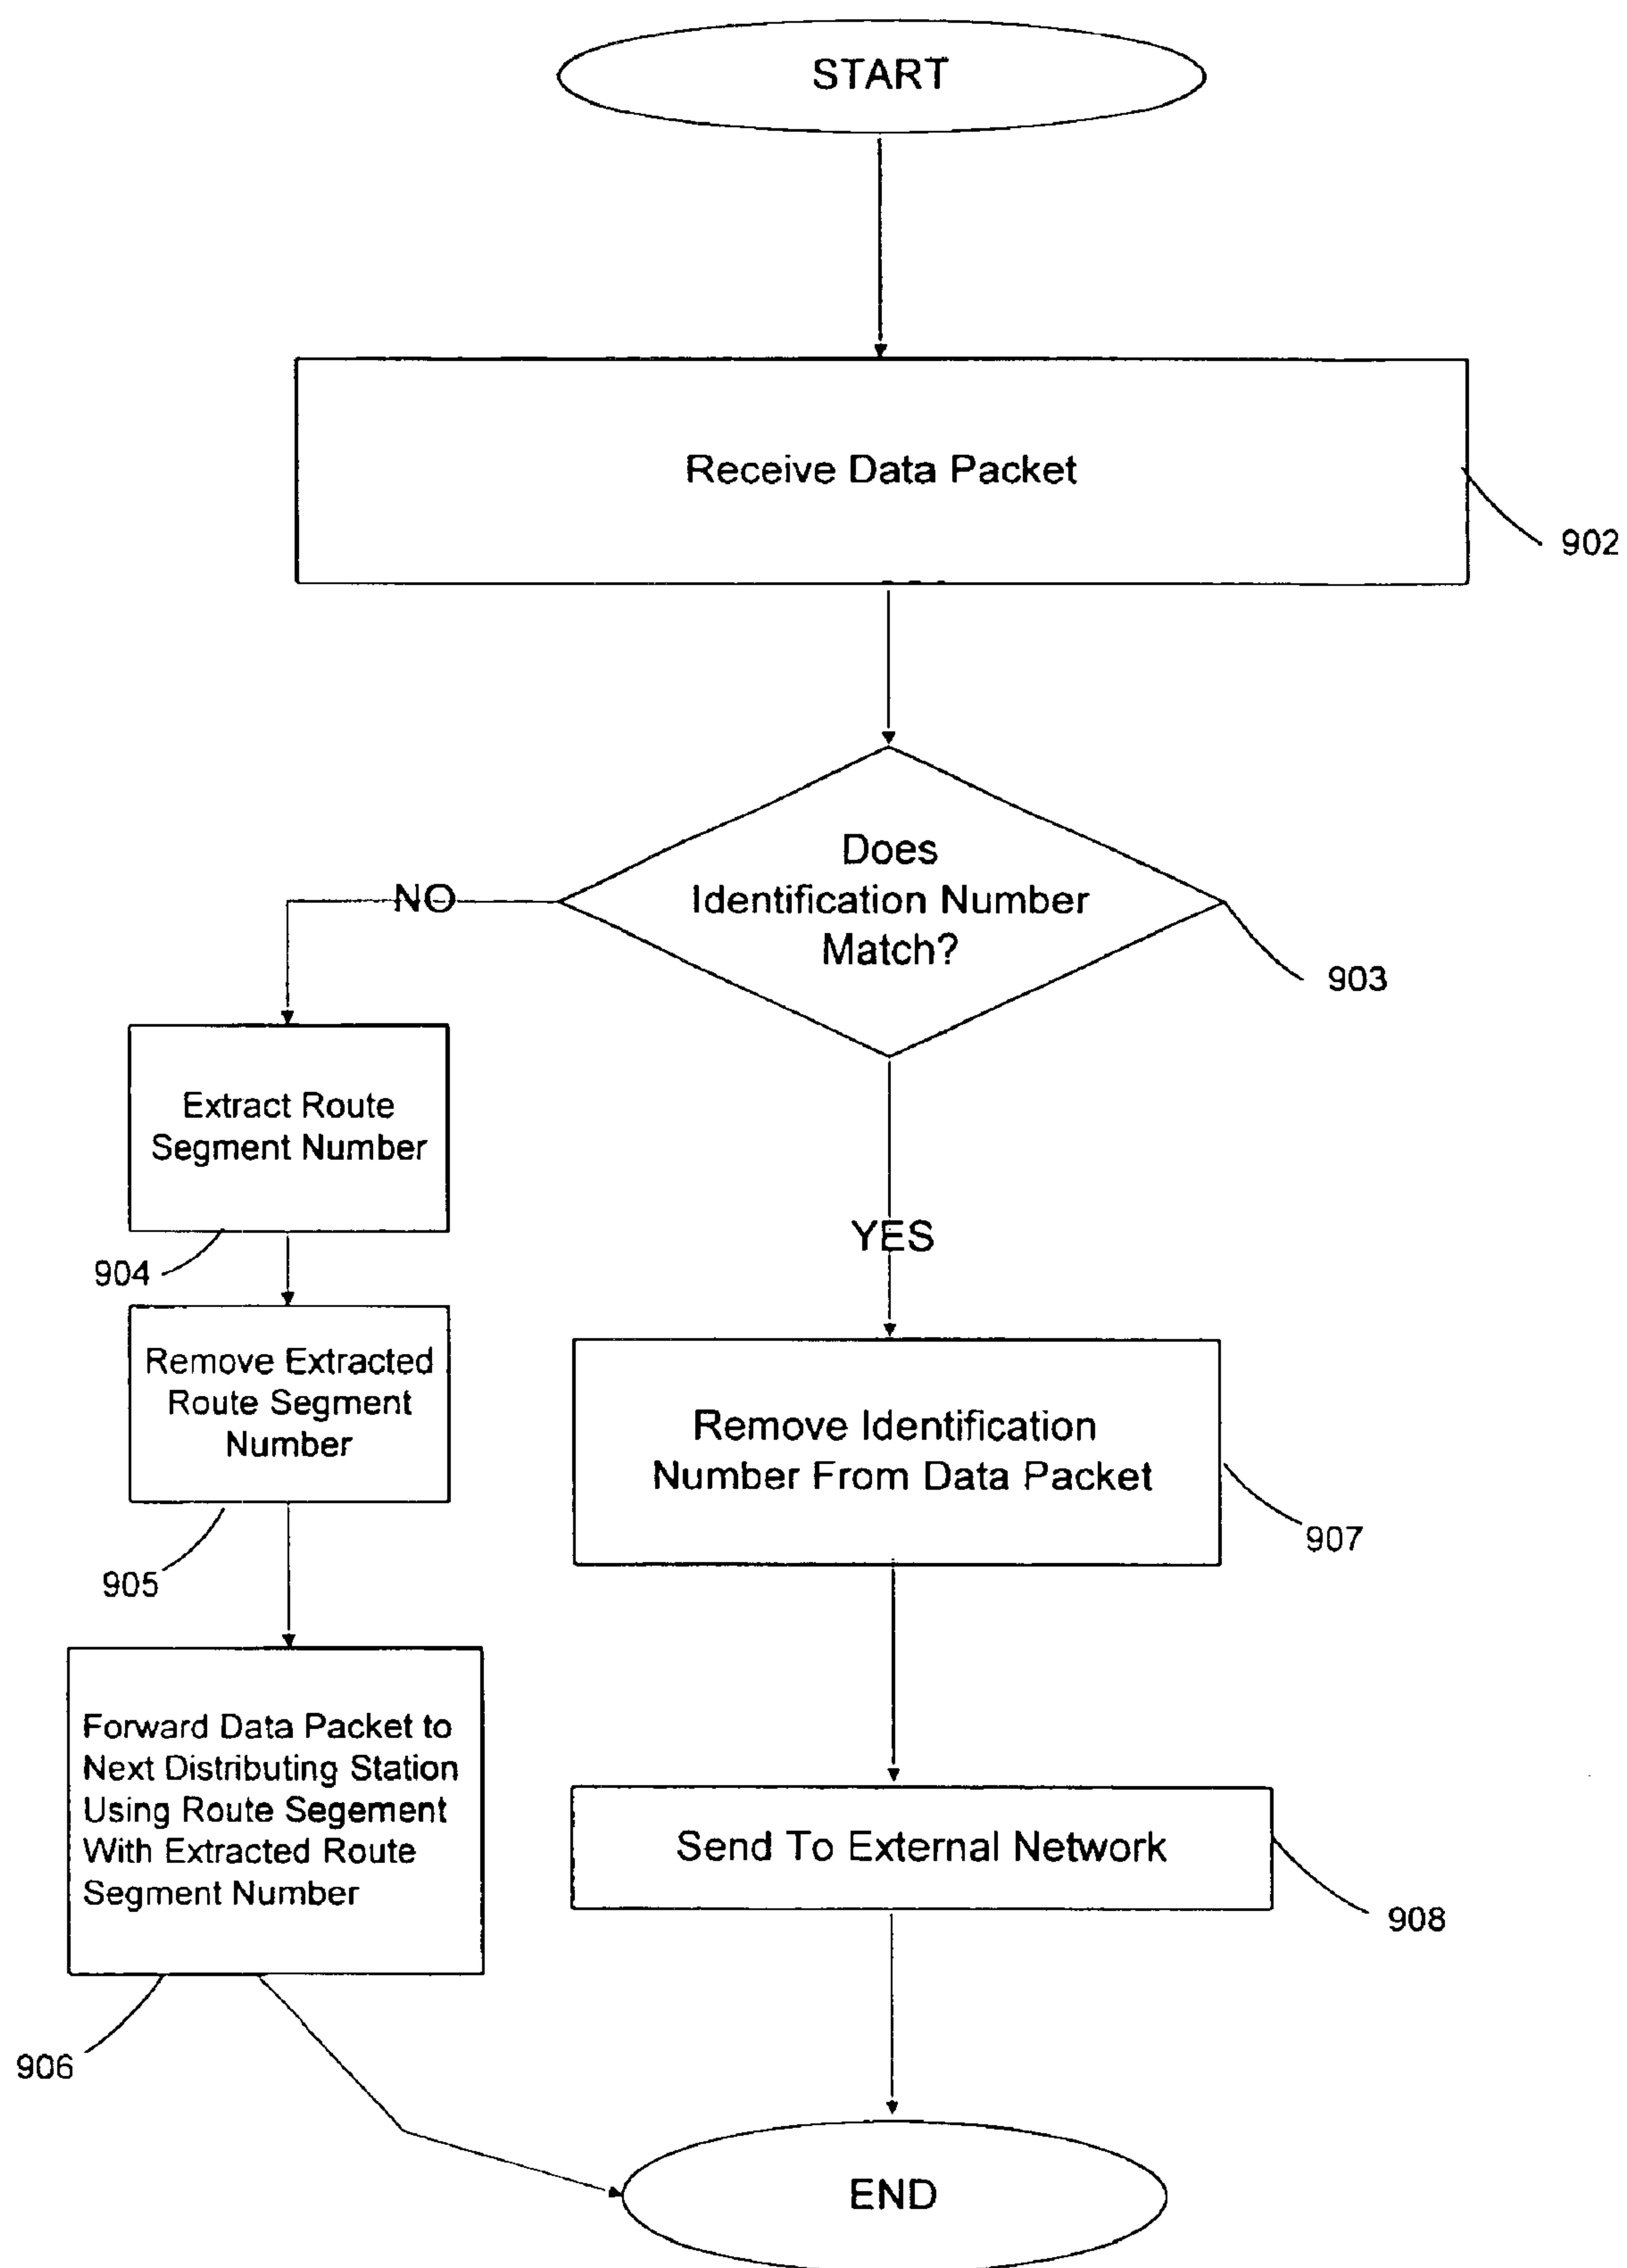 START
Receive Data Packet
902
Does
Identification Number
Match?
NO
903
Extract Route
Segment Number
904
YES
Remove Extracted
Route Segment
Number
905
Remove Identification
Number From Data Packet
907
Forward Data Packet to
Next Distributing Station
Using Route Segement
With Extracted Route
Segment Number
906
Send To External Network
908
END